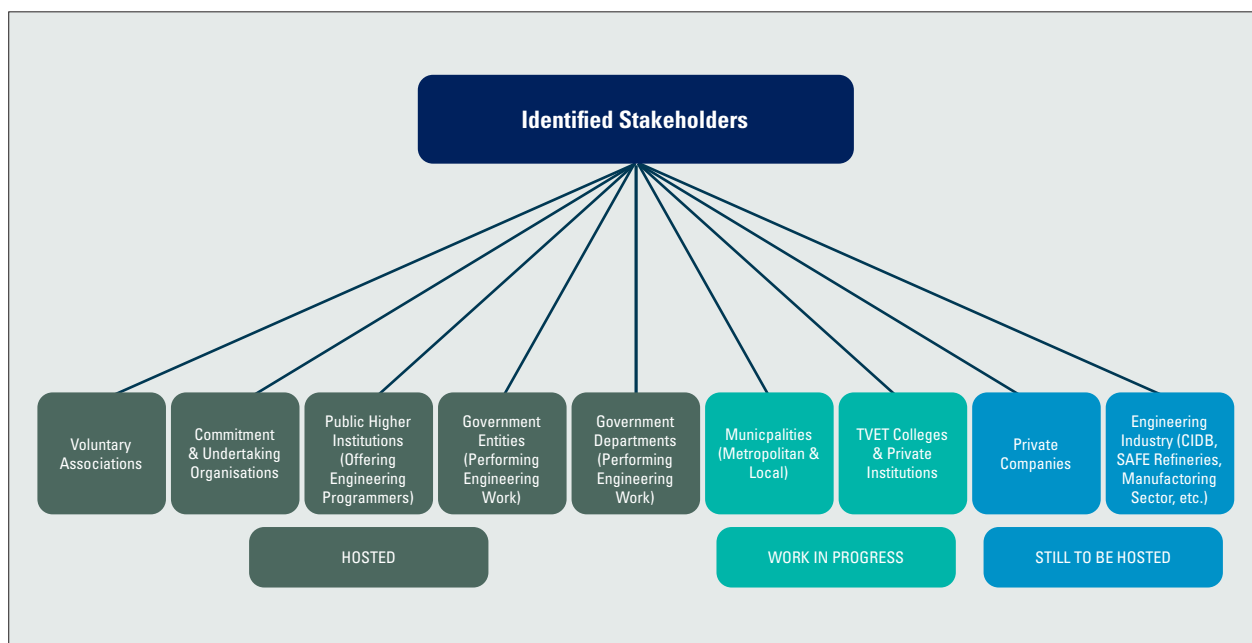 Identified Stakeholders
Voluntary
Associations
Commitment
& Undertaking
Organisations
Public Higher
Institutions
(Offering
Engineering
Programmers)
Government
Entities
(Performing
Engineering
Work)
Government
Departments
(Performing
Engineering
Work)
Municpalities
(Metropolitan &
Local)
TVET Colleges
& Private
Institutions
Private
Companies
Engineering
Industry (CIDB,
SAFE Refineries,
Manufactoring
Sector, etc.)
HOSTED
WORK IN PROGRESS
STILL TO BE HOSTED